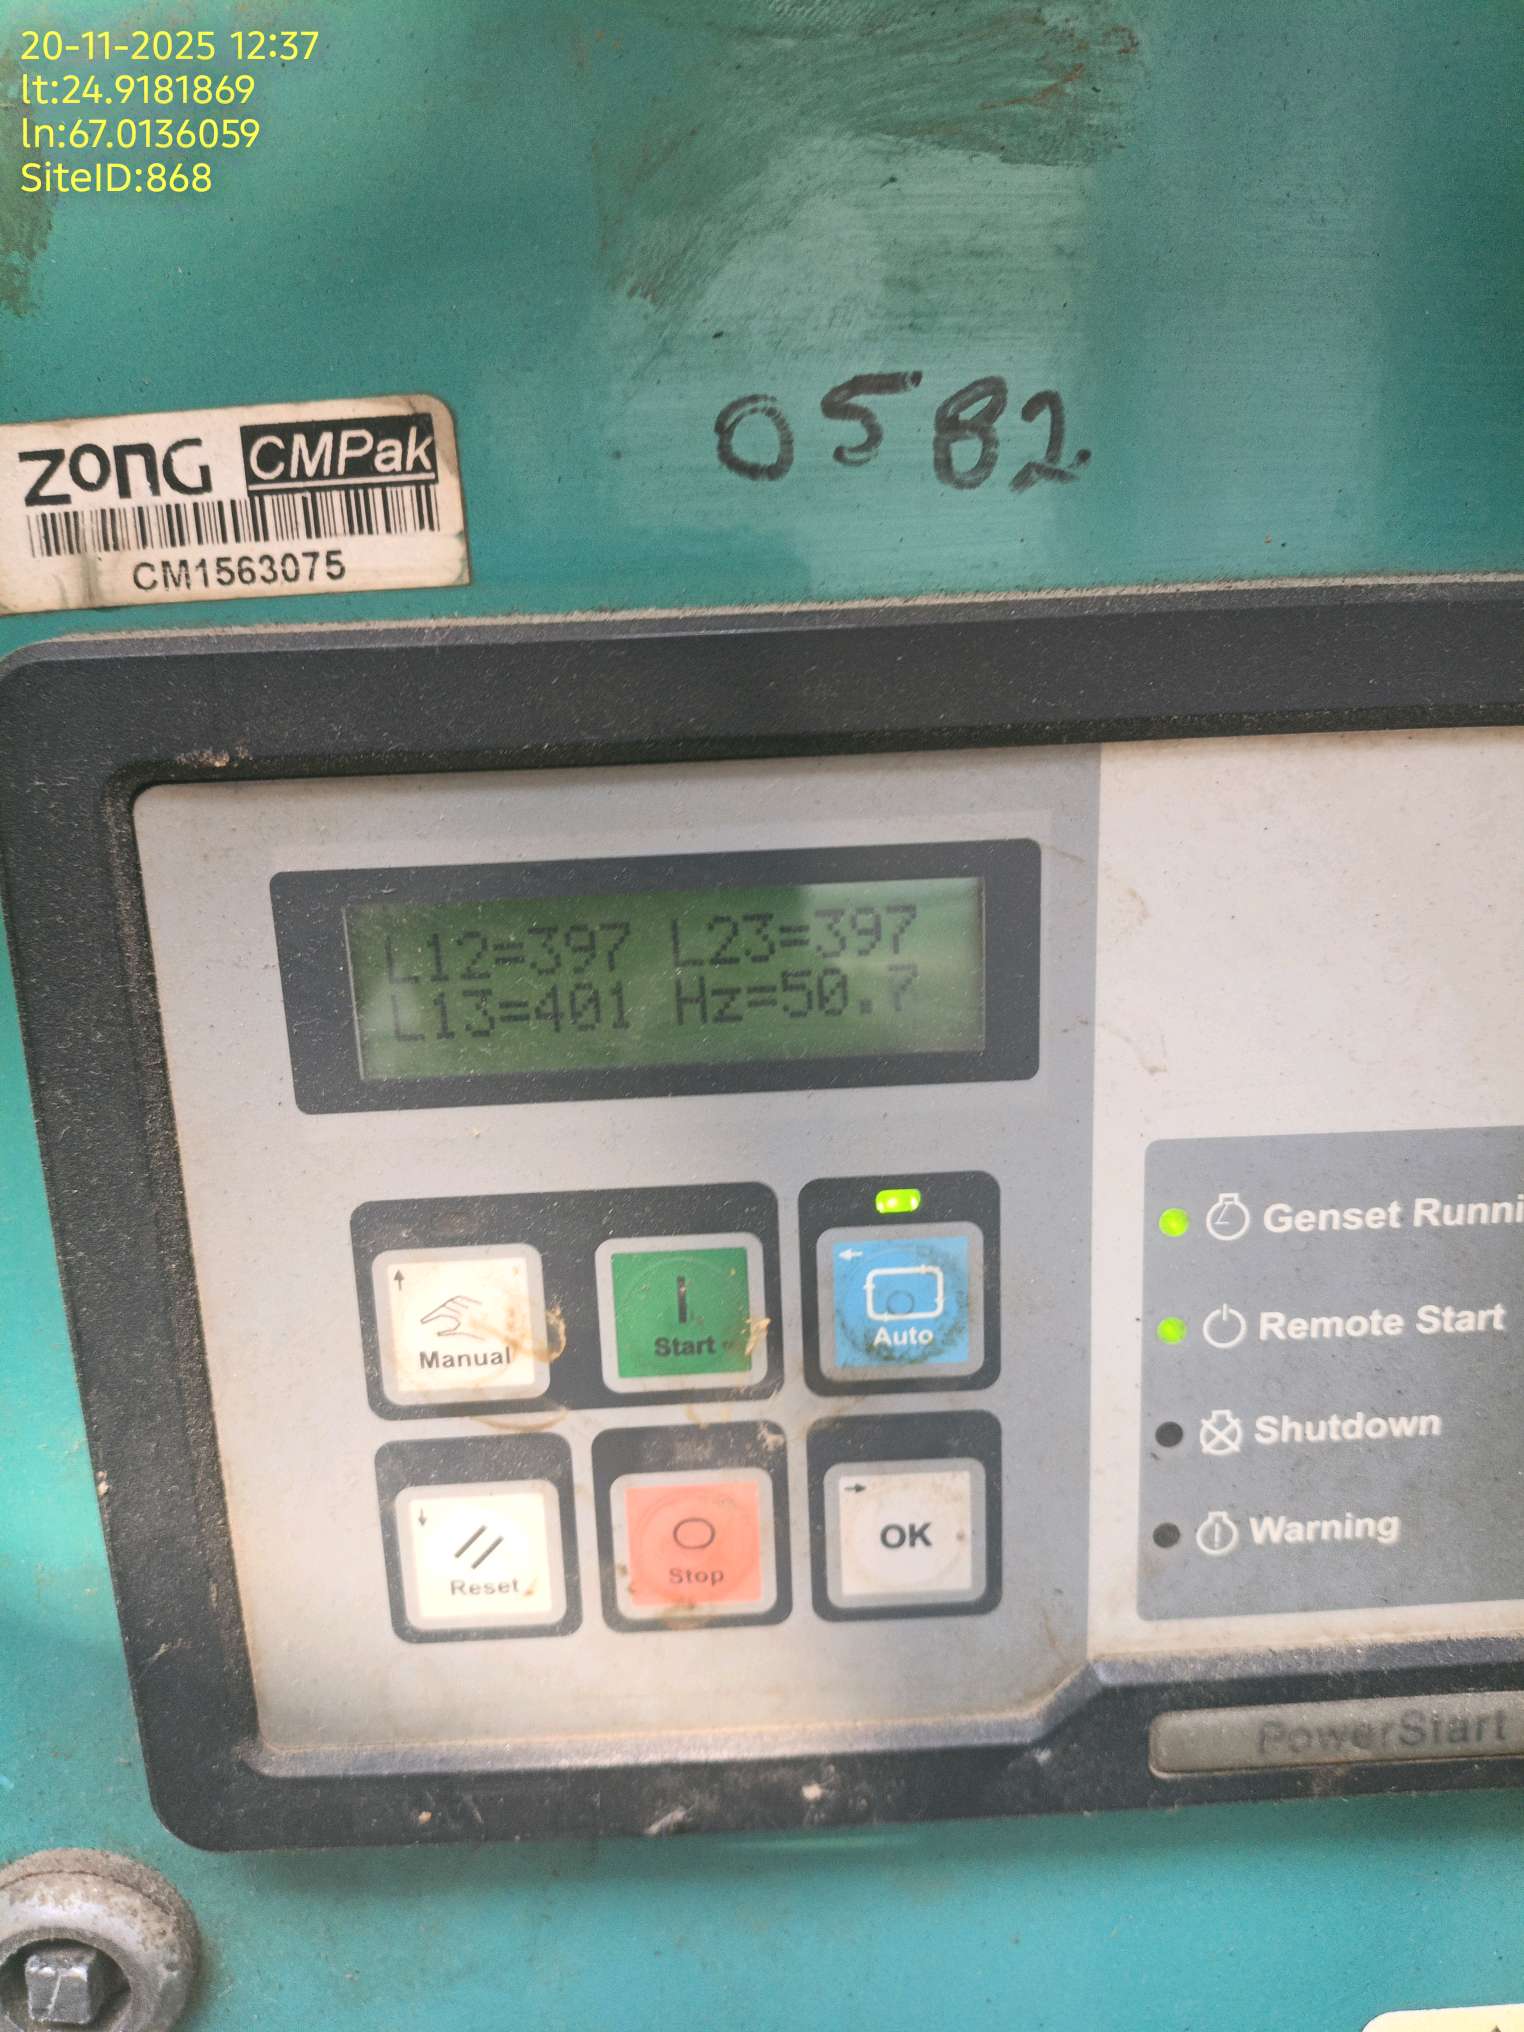 20-11-2025 12:37
lt:24.9181869
ln:67.0136059
SiteID:868
0582
ZONG CMPak
CM1563075
L12=397 L23=397
L13=401 Hz=50.7
Manual
Start
Auto
Reset
Stop
OK
Genset Runni
Remote Start
Shutdown
Warning
PowerStart